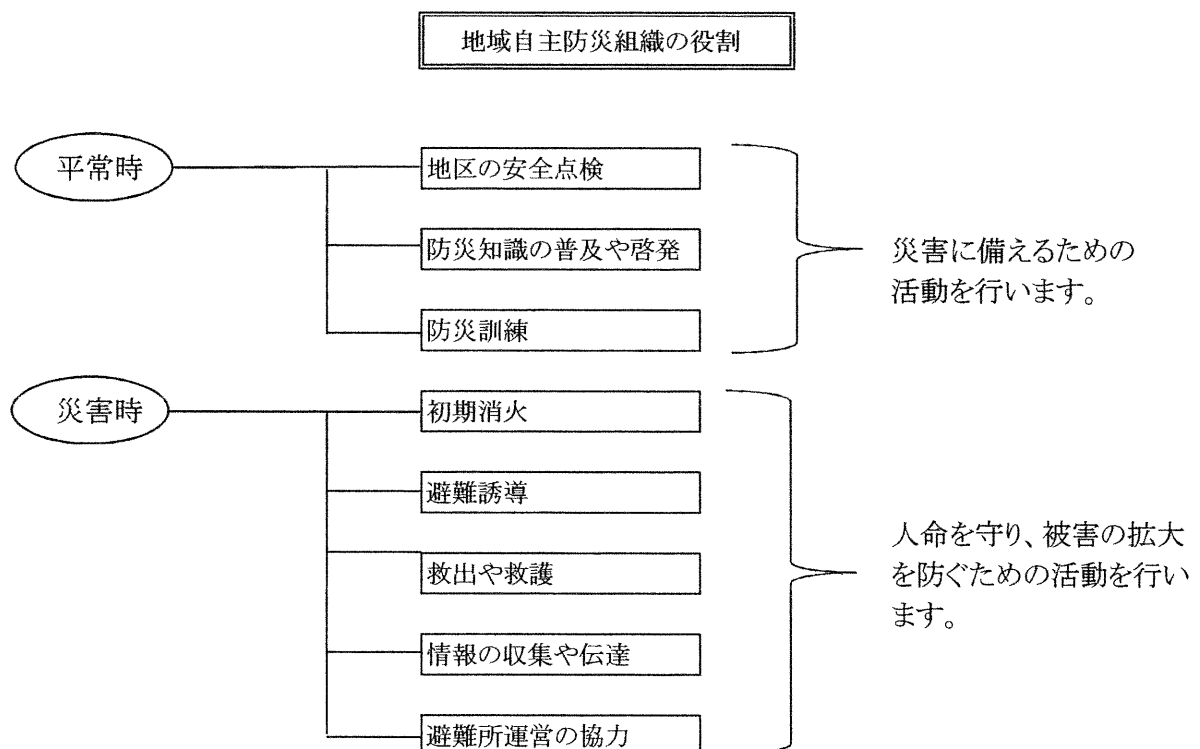 地域自主防災組織の役割
平常時
地区の安全点検
防災知識の普及や啓発
防災訓練
災害に備えるための
活動を行います。
災害時
初期消火
避難誘導
救出や救護
情報の収集や伝達
避難所運営の協力
人命を守り、被害の拡大
を防ぐための活動を行い
ます。